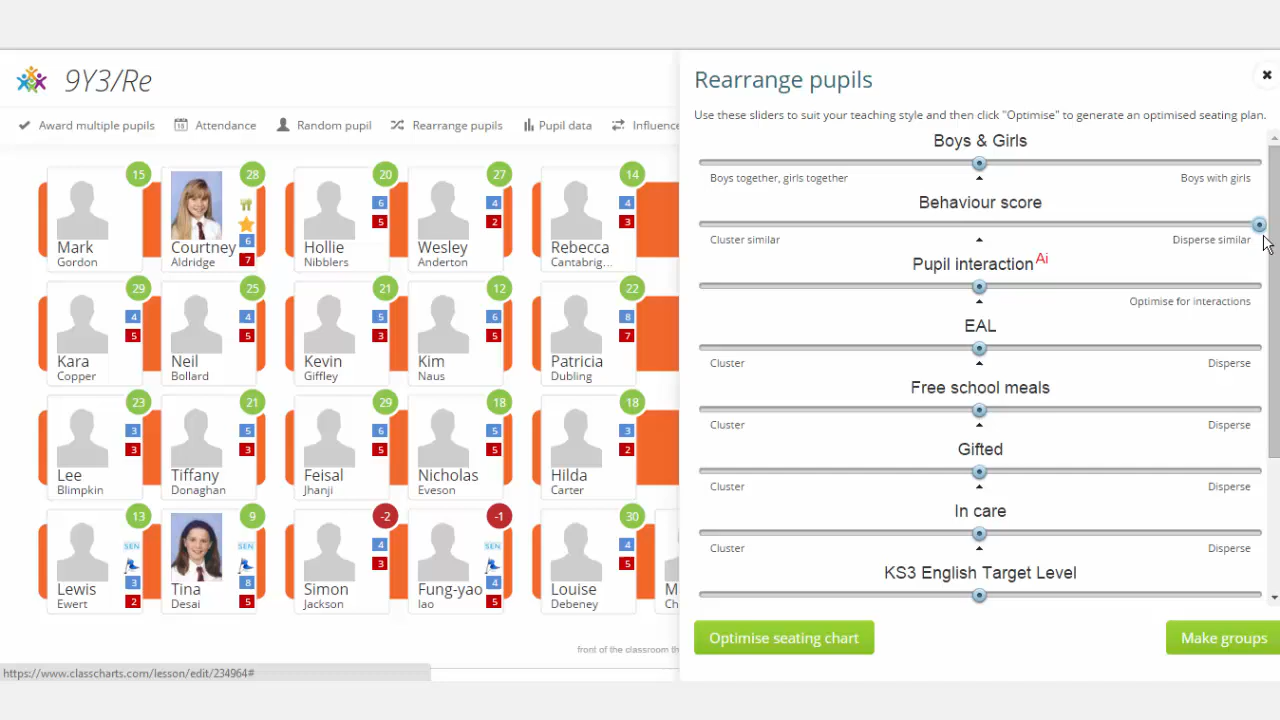 9Y3/Re
Award multiple pupils Attendance Random pupil Rearrange pupils Pupil data Influence
15 28 20 27 14
6 4 4
5 2 3
6
7
Mark Courtney Hollie Wesley Rebecca
Gordon Aldridge Nibblers Anderton Cantabrig...
29 25 21 12 22
4 4 5 6 8
5 5 3 5 7
Kara Neil Kevin Kim Patricia
Copper Bollard Giffley Naus Dubling
23 21 29 18 18
3 5 6 5 3
3 3 5 5 2
Lee Tiffany Feisal Nicholas Hilda
Blimpkin Donaghan Jhanji Eveson Carter
13 9 -2 -1 30
SEN SEN 4 SEN 4
3 5
3 8 4
2 5 5
Lewis Tina Simon Fung-yao Louise M
Ewert Desai Jackson Iao Debeney Ch
front of the classroom th
https://www.classcharts.com/lesson/edit/234964#
Rearrange pupils
Use these sliders to suit your teaching style and then click "Optimise" to generate an optimised seating plan.
Boys & Girls
Boys together, girls together Boys with girls
Behaviour score
Cluster similar Disperse similar
Pupil interaction Ai
Optimise for interactions
EAL
Cluster Disperse
Free school meals
Cluster Disperse
Gifted
Cluster Disperse
In care
Cluster Disperse
KS3 English Target Level
Optimise seating chart Make groups